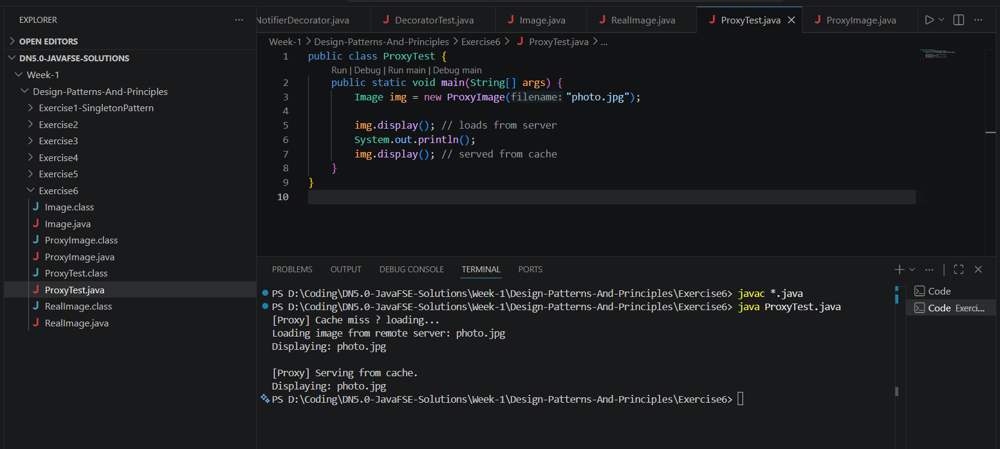 EXPLORER ...
OPEN EDITORS
DN5.0-JAVAFSE-SOLUTIONS
Week-1
Design-Patterns-And-Principles
Exercise1-SingletonPattern
Exercise2
Exercise3
Exercise4
Exercise5
Exercise6
J Image.class
J Image.java
J ProxyImage.class
J ProxyImage.java
J ProxyTest.class
J ProxyTest.java
J RealImage.class
J RealImage.java
NotifierDecorator.java J DecoratorTest.java J Image.java J RealImage.java J ProxyTest.java J ProxyImage.java ...
Week-1 > Design-Patterns-And-Principles > Exercise6 > J ProxyTest.java > ...
1 public class ProxyTest {
Run | Debug | Run main | Debug main
2 public static void main(String[] args) {
3 Image img = new ProxyImage(filename: "photo.jpg");
4
5 img.display(); // loads from server
6 System.out.println();
7 img.display(); // served from cache
8 }
9 }
10
PROBLEMS OUTPUT DEBUG CONSOLE TERMINAL PORTS ...
PS D:\Coding\DN5.0-JavaFSE-Solutions\Week-1\Design-Patterns-And-Principles\Exercise6> javac *.java
PS D:\Coding\DN5.0-JavaFSE-Solutions\Week-1\Design-Patterns-And-Principles\Exercise6> java ProxyTest.java
[Proxy] Cache miss ? loading...
Loading image from remote server: photo.jpg
Displaying: photo.jpg
[Proxy] Serving from cache.
Displaying: photo.jpg
PS D:\Coding\DN5.0-JavaFSE-Solutions\Week-1\Design-Patterns-And-Principles\Exercise6>
Code
Code Exerci...